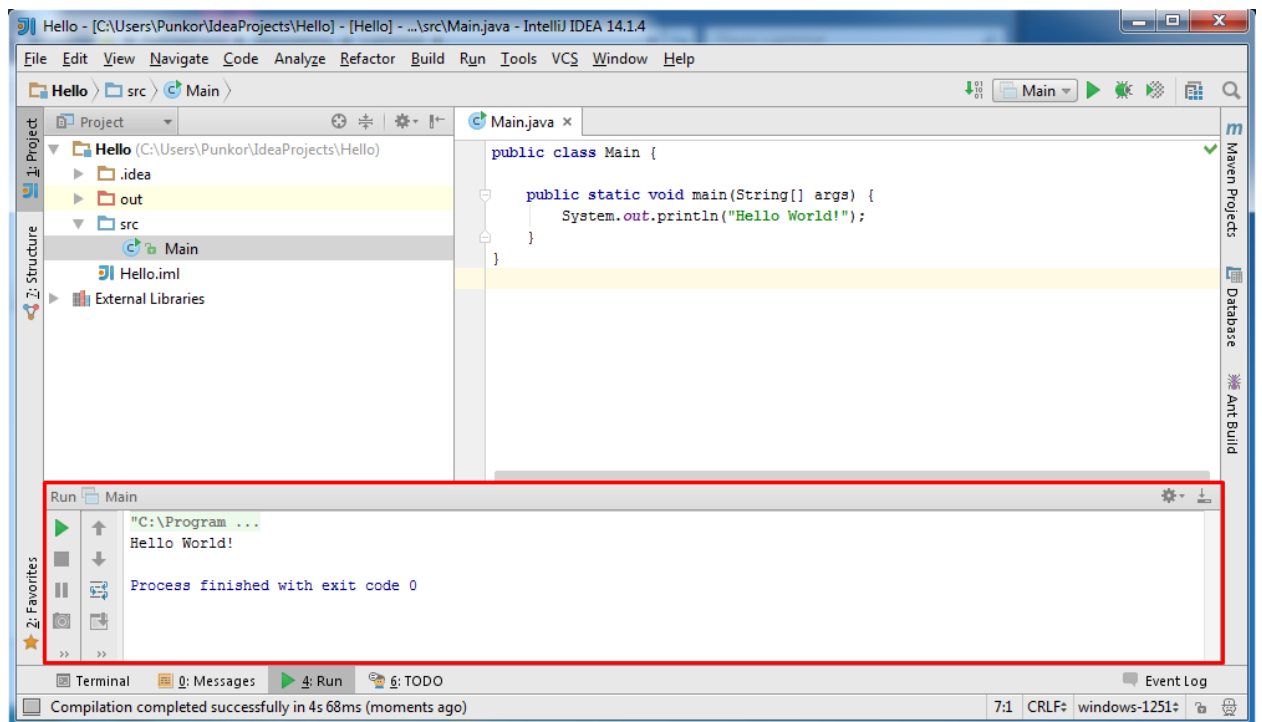 Hello - [C:\Users\Punkor\IdeaProjects\Hello] - [Hello] - ...\src\Main.java - IntelliJ IDEA 14.1.4
File Edit View Navigate Code Analyze Refactor Build Run Tools VCS Window Help
Hello src Main
Main
1: Project
7: Structure
2: Favorites
Project
Hello (C:\Users\Punkor\IdeaProjects\Hello)
.idea
out
src
Main
Hello.iml
External Libraries
Main.java
public class Main {
public static void main(String[] args) {
System.out.println("Hello World!");
}
}
m
Maven Projects
Database
Ant Build
Run Main
"C:\Program ...
Hello World!
Process finished with exit code 0
Terminal 0: Messages 4: Run 6: TODO Event Log
Compilation completed successfully in 4s 68ms (moments ago) 7:1 CRLF windows-1251